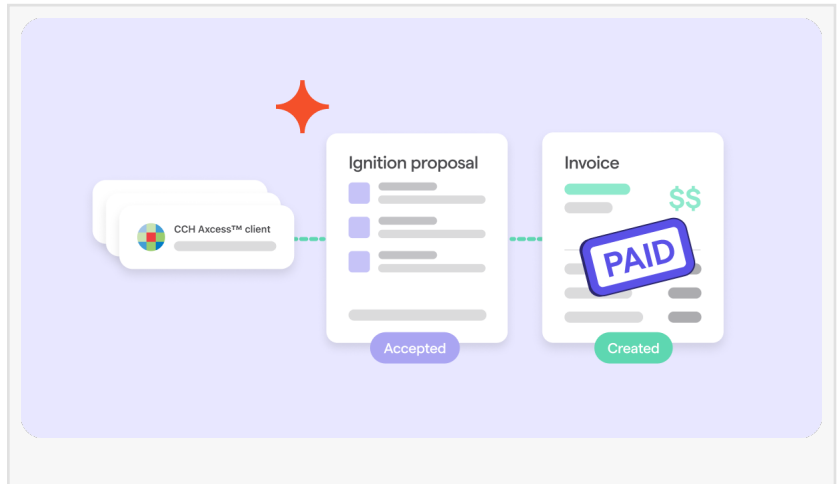 CCH Axcess™ client
Ignition proposal
Accepted
Invoice
$$
PAID
Created